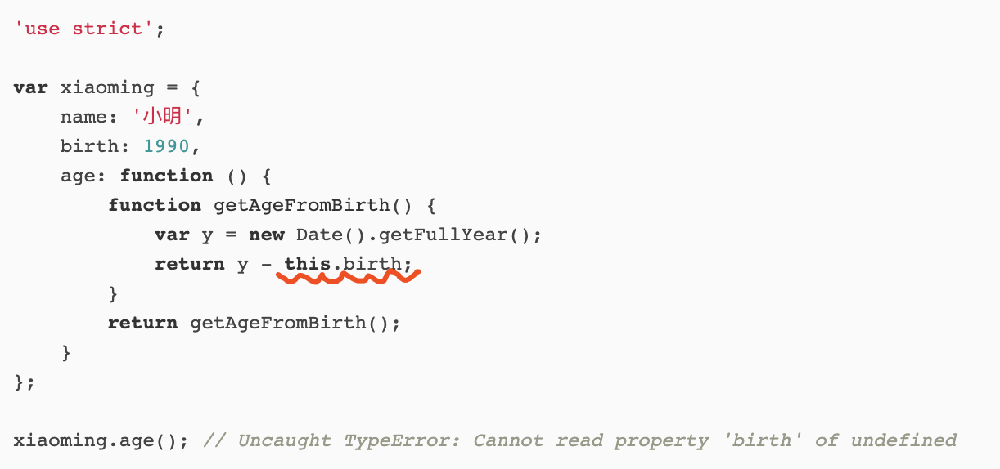 'use strict';
var xiaoming = {
    name: '小明',
    birth: 1990,
    age: function () {
        function getAgeFromBirth() {
            var y = new Date().getFullYear();
            return y - this.birth;
        }
        return getAgeFromBirth();
    }
};
xiaoming.age(); // Uncaught TypeError: Cannot read property 'birth' of undefined